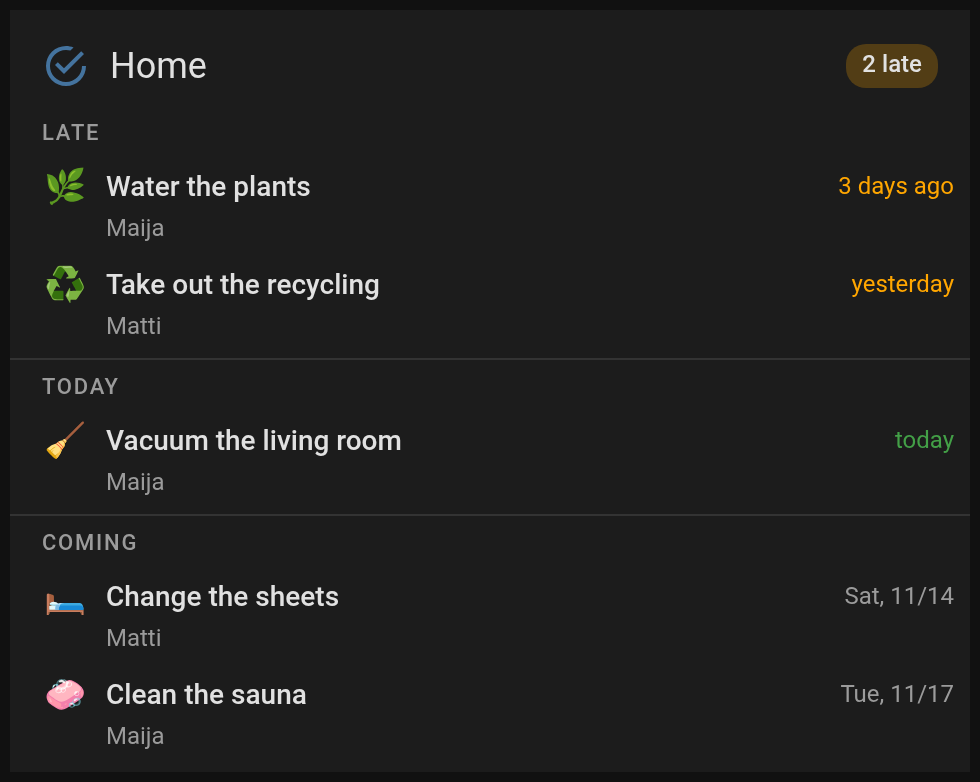 Home
2 late
LATE
Water the plants
3 days ago
Maija
Take out the recycling
yesterday
Matti
TODAY
Vacuum the living room
today
Maija
COMING
Change the sheets
Sat, 11/14
Matti
Clean the sauna
Tue, 11/17
Maija